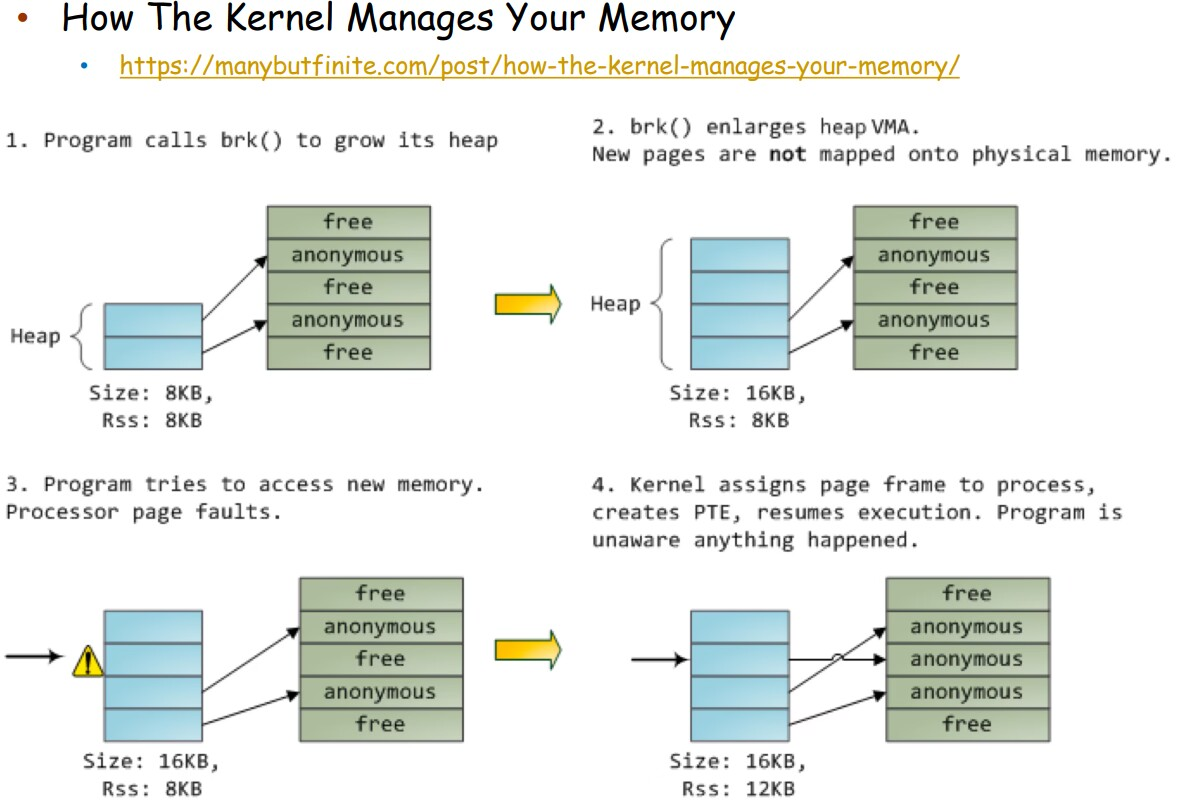 • How The Kernel Manages Your Memory
• https://manybutfinite.com/post/how-the-kernel-manages-your-memory/
1. Program calls brk() to grow its heap
free
anonymous
free
anonymous
free
Heap
Size: 8KB,
Rss: 8KB
2. brk() enlarges heap VMA.
New pages are not mapped onto physical memory.
free
anonymous
free
anonymous
free
Heap
Size: 16KB,
Rss: 8KB
3. Program tries to access new memory.
Processor page faults.
free
anonymous
free
anonymous
free
Size: 16KB,
Rss: 8KB
4. Kernel assigns page frame to process,
creates PTE, resumes execution. Program is
unaware anything happened.
free
anonymous
anonymous
anonymous
free
Size: 16KB,
Rss: 12KB